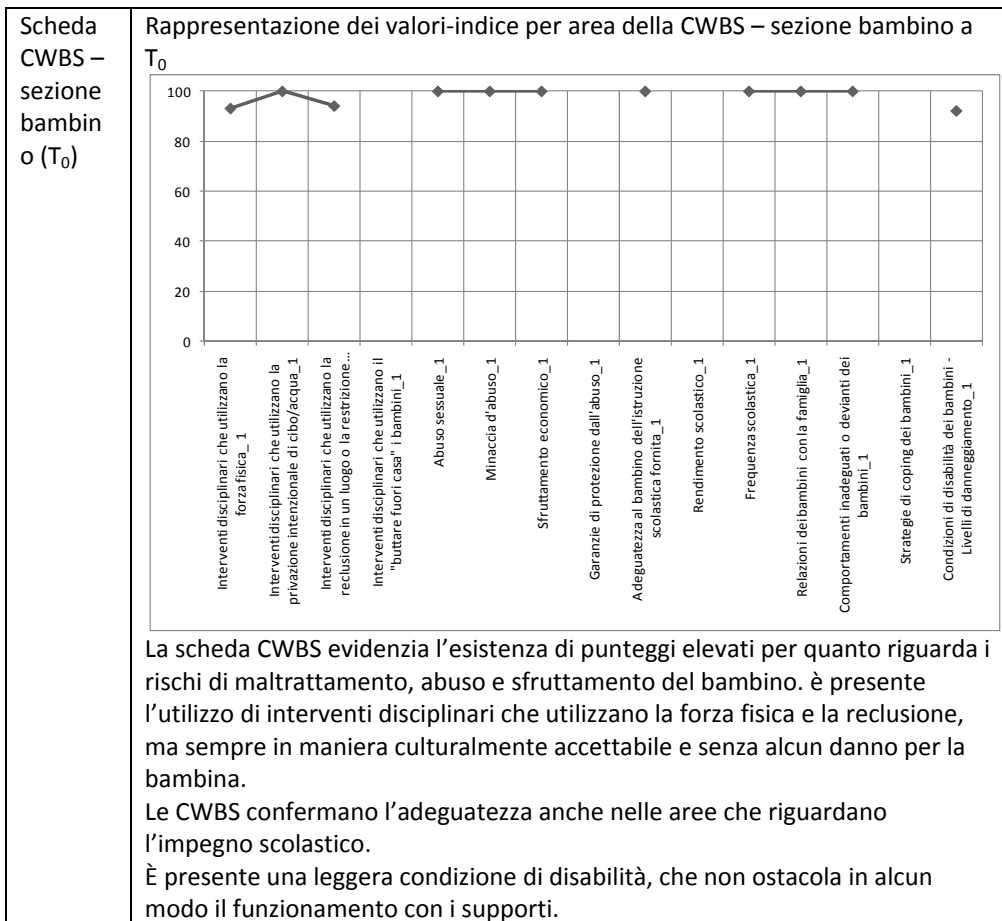 Scheda
CWBS –
sezione
bambin
o (T₀)
Rappresentazione dei valori-indice per area della CWBS – sezione bambino a
T₀
100
80
60
40
20
0
Interventi disciplinari che utilizzano la
forza fisica_ 1
Interventi disciplinari che utilizzano la
privazione intenzionale di cibo/acqua_1
Interventi disciplinari che utilizzano la
reclusione in un luogo o la restrizione...
Interventi disciplinari che utilizzano il
"buttare fuori casa" i bambini_1
Abuso sessuale_1
Minaccia d'abuso_1
Sfruttamento economico_1
Garanzie di protezione dall'abuso_1
Adeguatezza al bambino dell'istruzione
scolastica fornita_1
Rendimento scolastico_1
Frequenza scolastica_1
Relazioni dei bambini con la famiglia_1
Comportamenti inadeguati o devianti dei
bambini_1
Strategie di coping dei bambini_1
Condizioni di disabilità dei bambini -
Livelli di danneggiamento_1
La scheda CWBS evidenzia l'esistenza di punteggi elevati per quanto riguarda i
rischi di maltrattamento, abuso e sfruttamento del bambino. è presente
l'utilizzo di interventi disciplinari che utilizzano la forza fisica e la reclusione,
ma sempre in maniera culturalmente accettabile e senza alcun danno per la
bambina.
Le CWBS confermano l'adeguatezza anche nelle aree che riguardano
l'impegno scolastico.
È presente una leggera condizione di disabilità, che non ostacola in alcun
modo il funzionamento con i supporti.